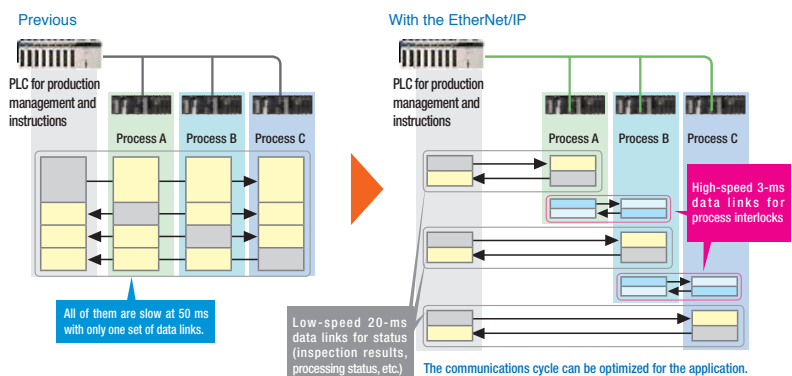 Previous
PLC for production
management and
instructions
Process A
Process B
Process C
All of them are slow at 50 ms
with only one set of data links.
With the EtherNet/IP
PLC for production
management and
instructions
Process A
Process B
Process C
High-speed 3-ms
data links for
process interlocks
Low-speed 20-ms
data links for status
(inspection results,
processing status, etc.)
The communications cycle can be optimized for the application.